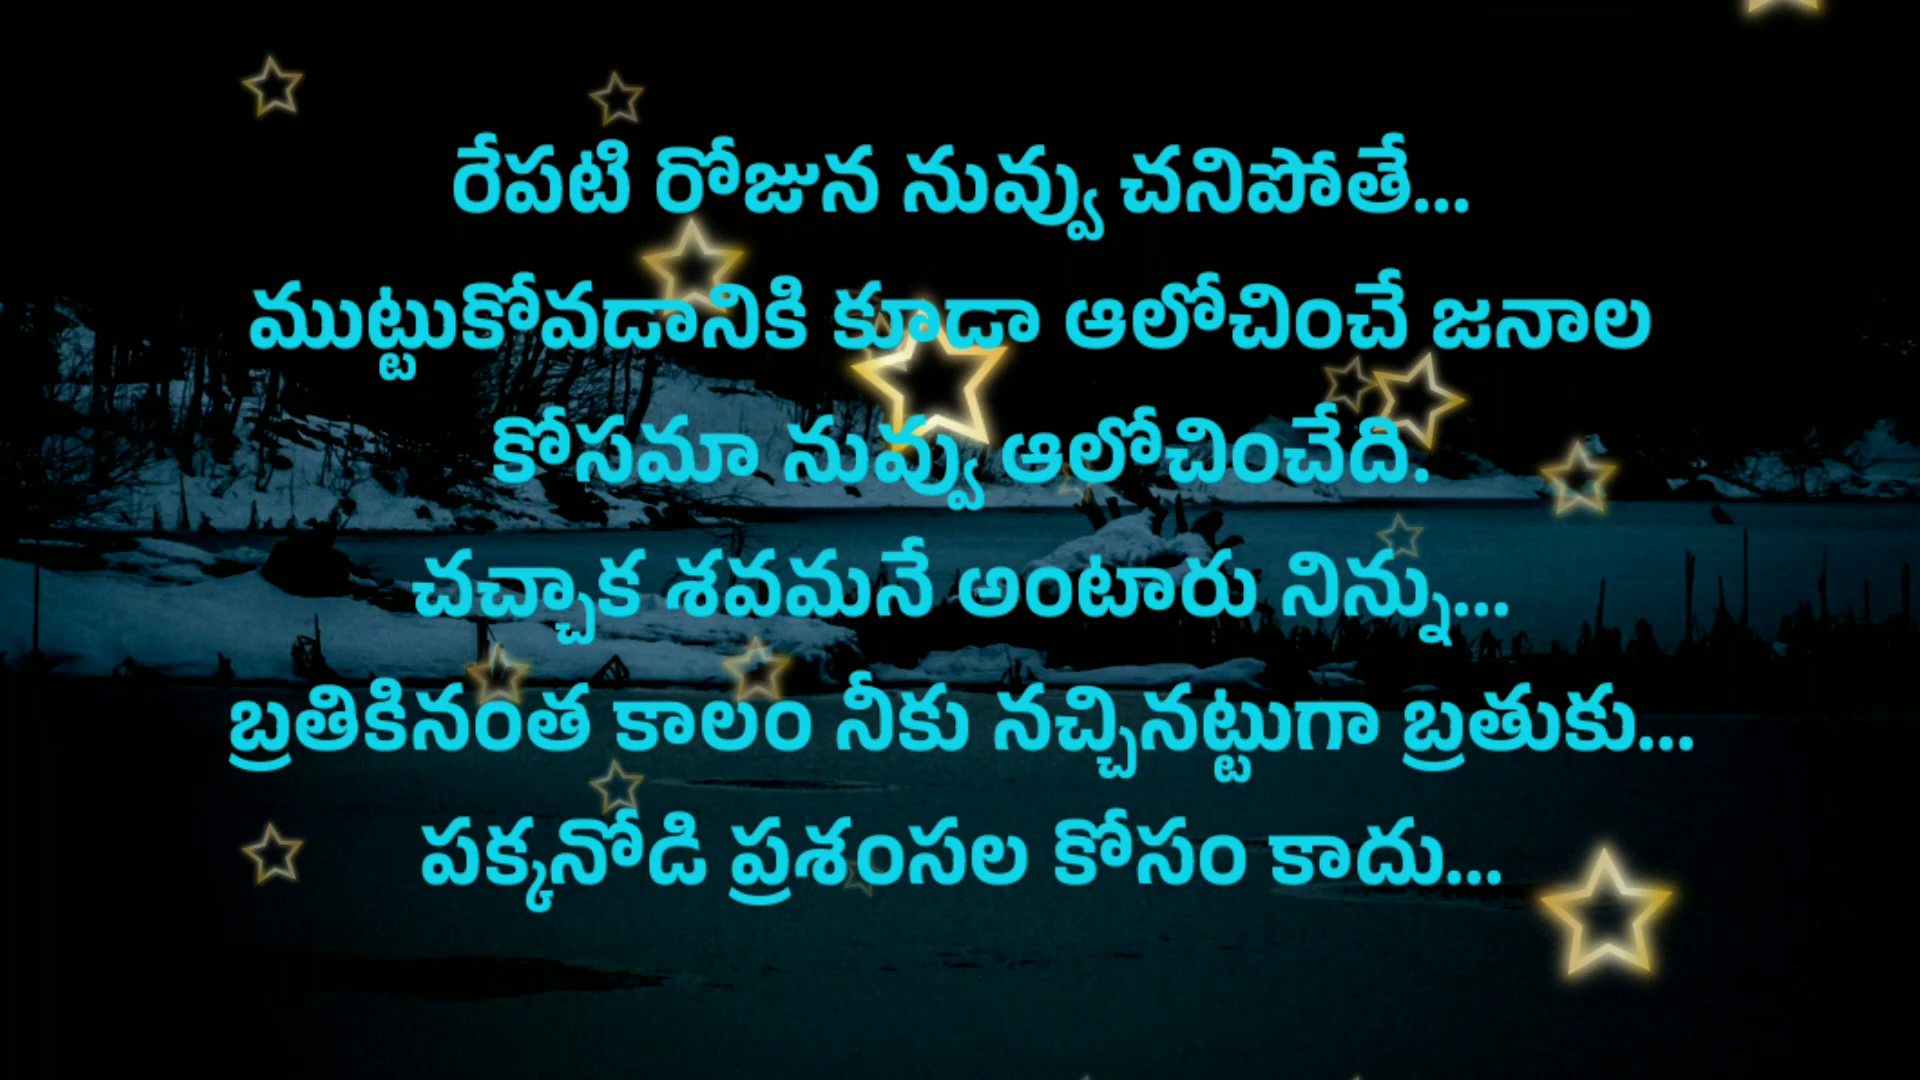 రేపటి రోజున నువ్వు చనిపోతే...
ముట్టుకోవడానికి కూడా ఆలోచించే జనాల
కోసమా నువ్వు ఆలోచించేది.
చచ్చాక శవమనే అంటారు నిన్ను...
బ్రతికినంత కాలం నీకు నచ్చినట్టుగా బ్రతుకు...
పక్కనోడి ప్రశంసల కోసం కాదు...